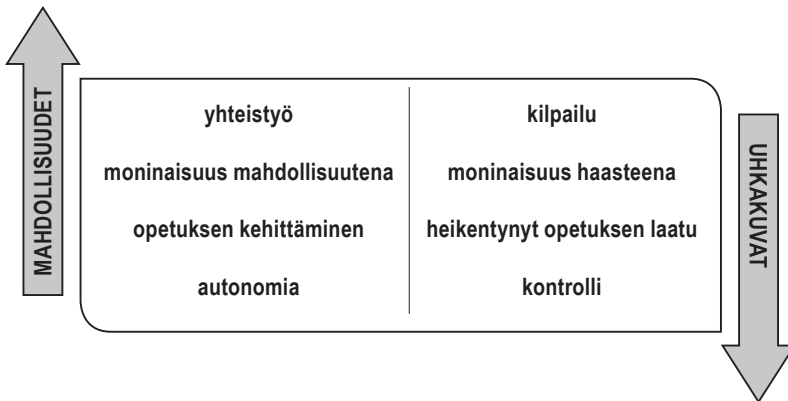 MAHDOLLISUUDET
yhteistyö
moninaisuus mahdollisuutena
opetuksen kehittäminen
autonomia
kilpailu
moninaisuus haasteena
heikentynyt opetuksen laatu
kontrolli
UHKAKUVAT